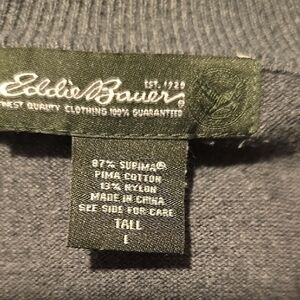 Eddie Bauer®
EST. 1920
FINEST QUALITY CLOTHING 100% GUARANTEED
87% SUPIMA®
PIMA COTTON
13% NYLON
MADE IN CHINA
SEE SIDE FOR CARE
TALL
L